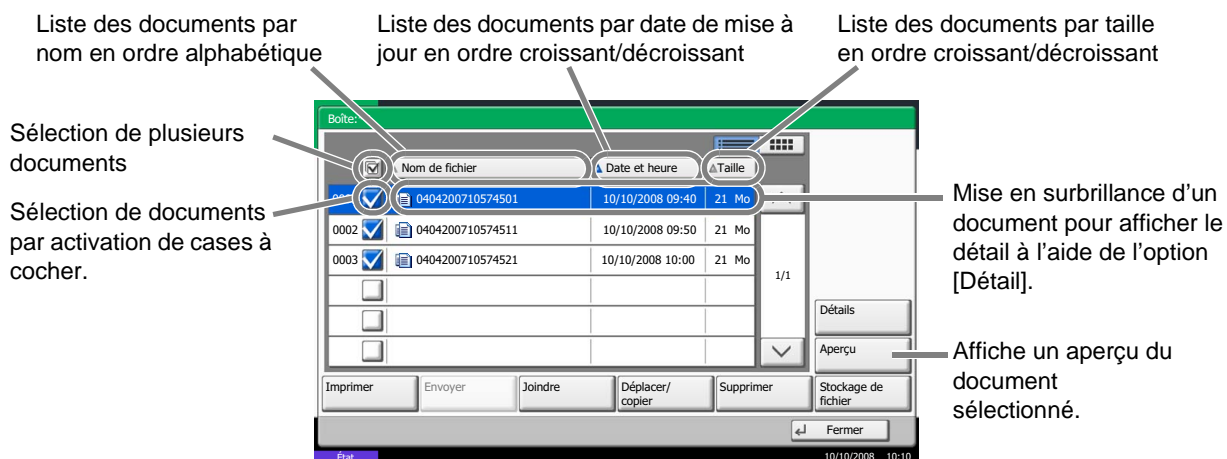 Liste des documents par
nom en ordre alphabétique
Liste des documents par date de mise à
jour en ordre croissant/décroissant
Liste des documents par taille
en ordre croissant/décroissant
Sélection de plusieurs
documents
Sélection de documents
par activation de cases à
cocher.
Boîte:
Nom de fichier
Date et heure
Taille
0404200710574501 10/10/2008 09:40 21 Mo
0002 0404200710574511 10/10/2008 09:50 21 Mo
0003 0404200710574521 10/10/2008 10:00 21 Mo
1/1
Détails
Aperçu
Imprimer
Envoyer
Joindre
Déplacer/
copier
Supprimer
Stockage de
fichier
Fermer
État
10/10/2008 10:10
Mise en surbrillance d'un
document pour afficher le
détail à l'aide de l'option
[Détail].
Affiche un aperçu du
document
sélectionné.